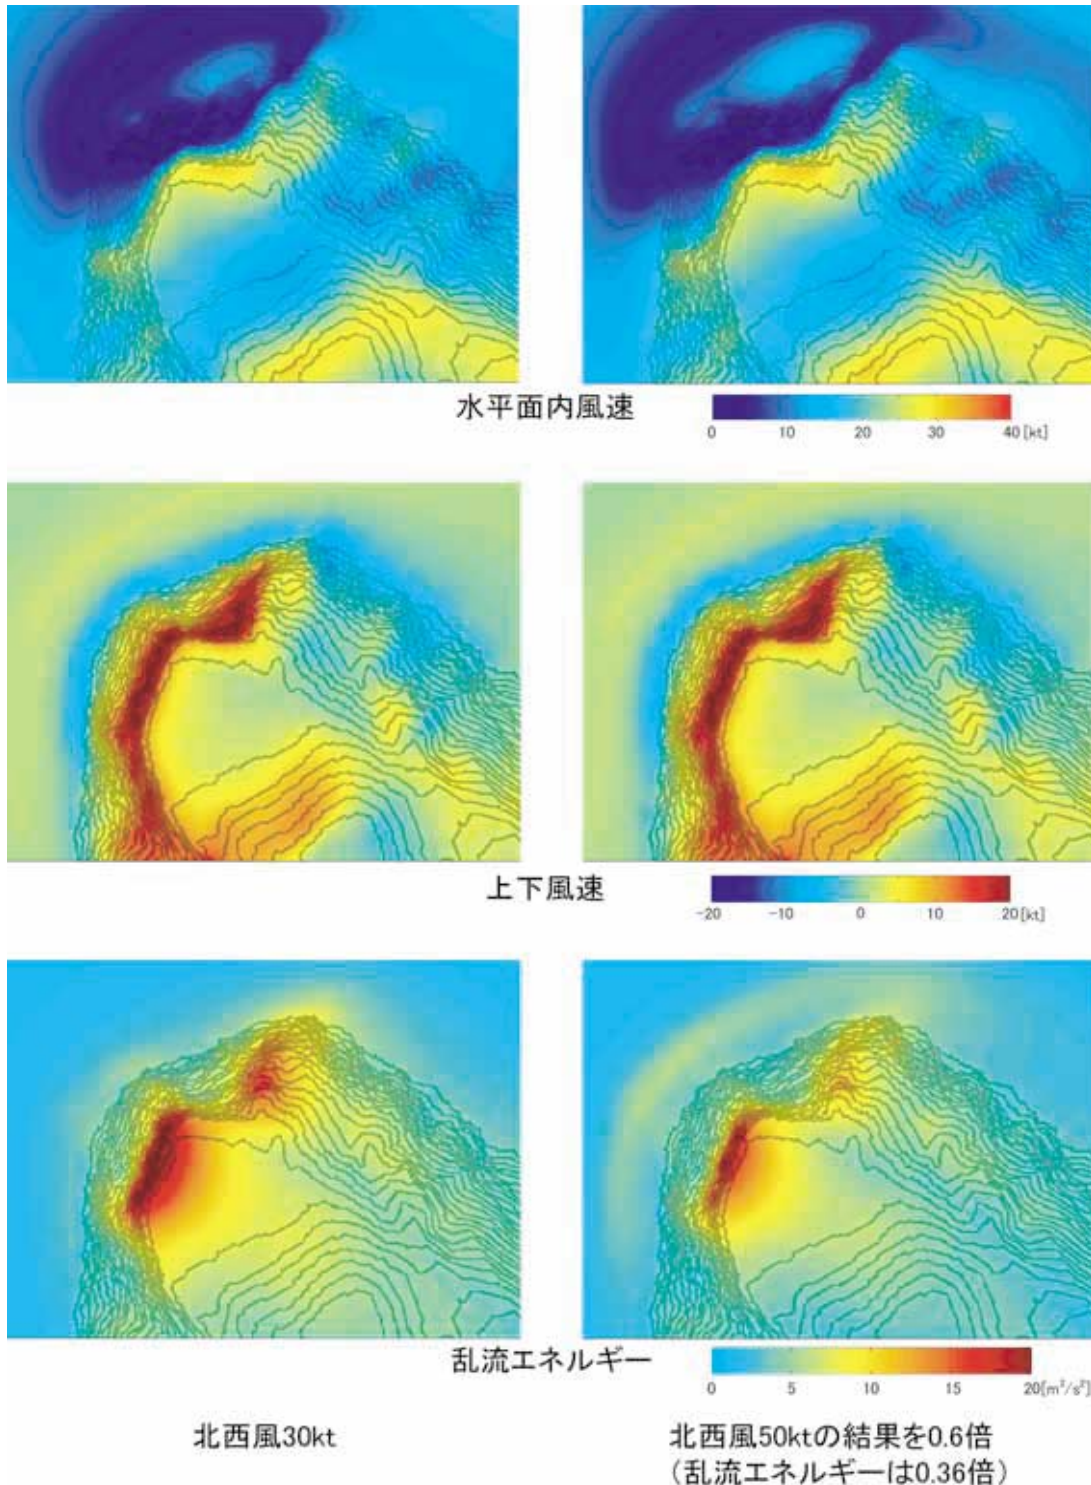 水平面内風速
0 10 20 30 40 [kt]
上下風速
-20 -10 0 10 20 [kt]
乱流エネルギー
0 5 10 15 20 [m²/s²]
北西風30kt
北西風50ktの結果を0.6倍
（乱流エネルギーは0.36倍）